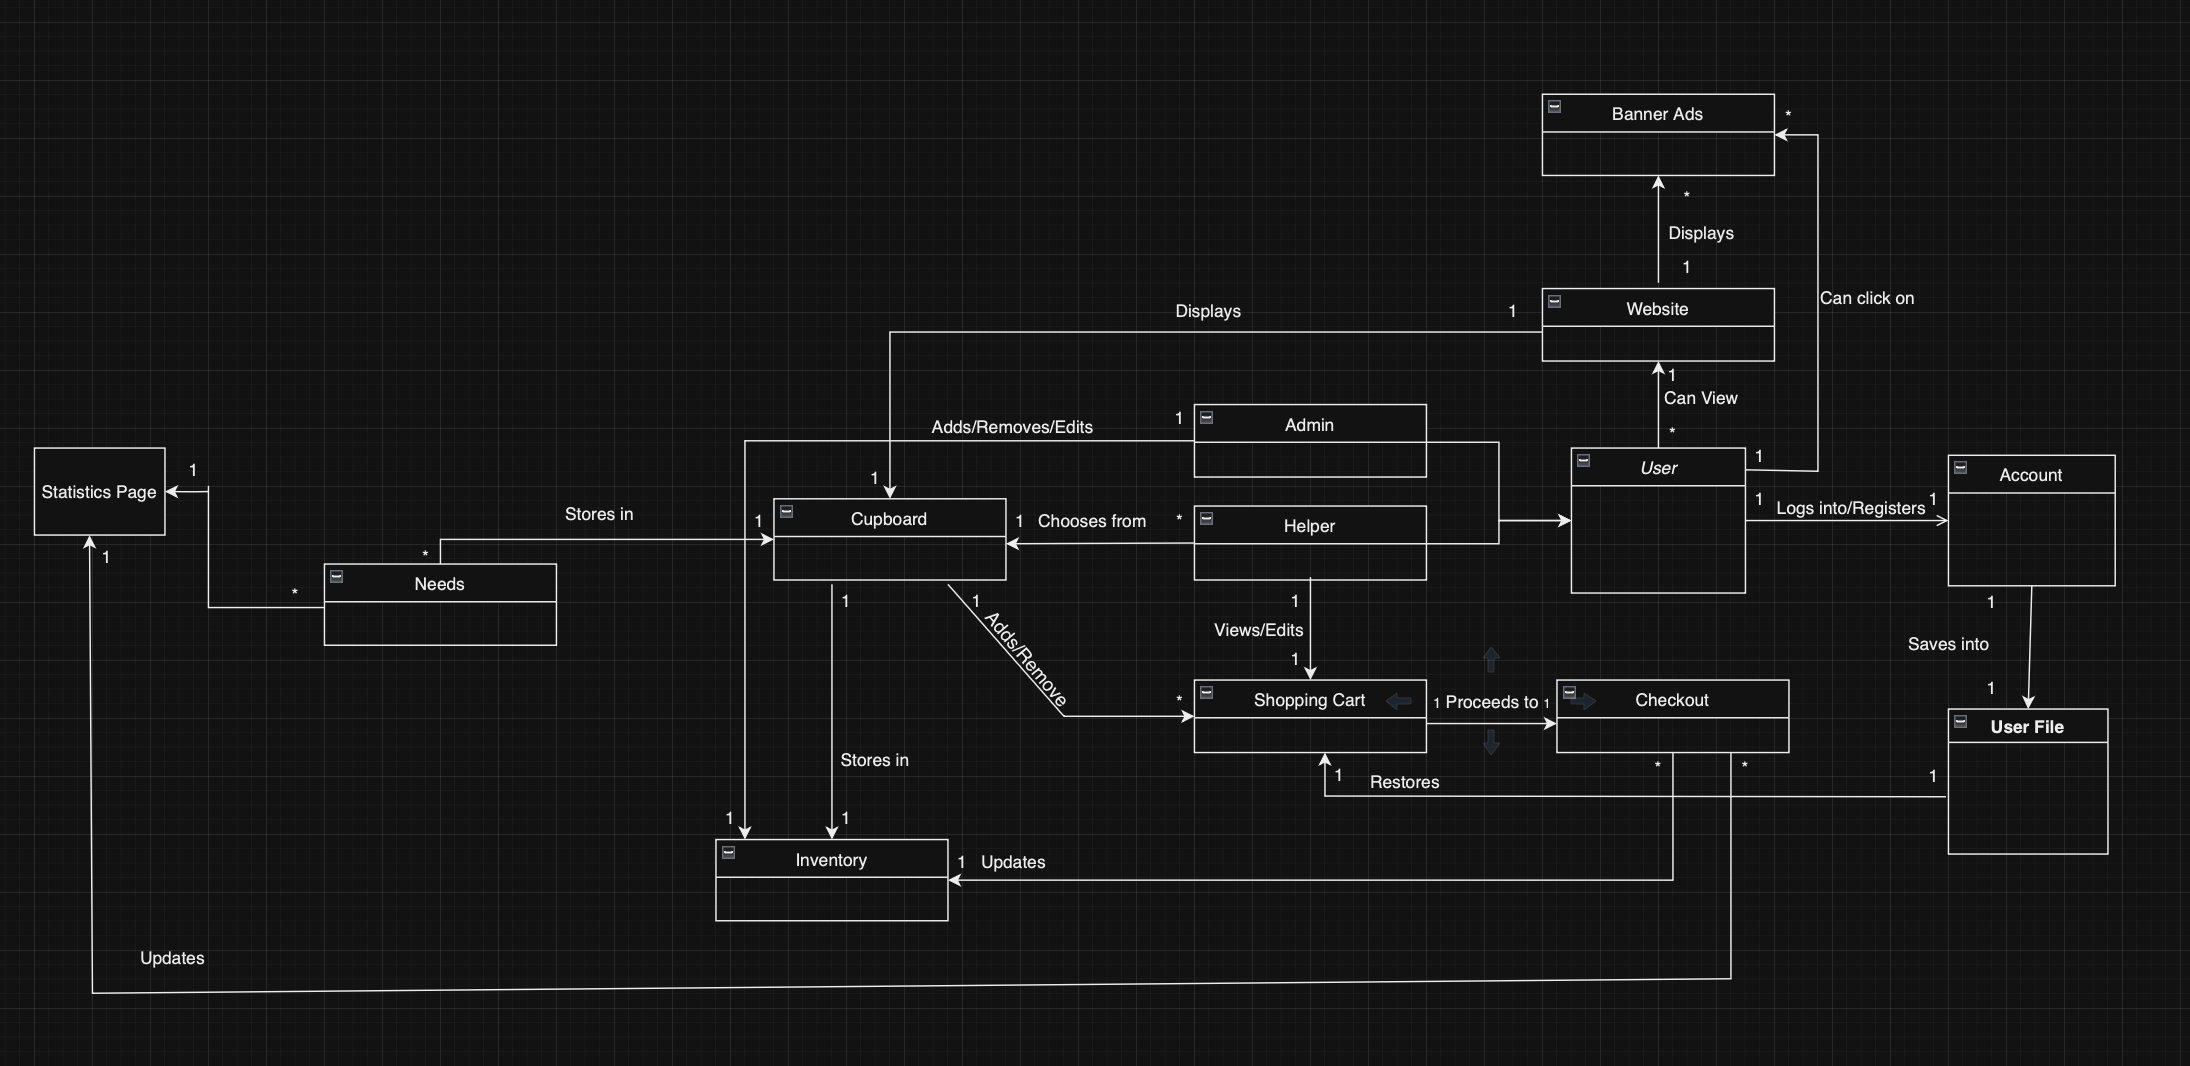 Banner Ads
*
*
Displays
1
Can click on
Displays
1
Website
1
Can View
*
Adds/Removes/Edits
1
Admin
1
User
1
1
Logs into/Registers
1
Account
Statistics Page
1
1
Stores in
1
Cupboard
1
Chooses from
*
Helper
*
Needs
*
1
1
Adds/Remove
1
Views/Edits
1
1
Saves into
1
*
Shopping Cart
1 Proceeds to 1
Checkout
User File
Stores in
*
*
1
Restores
1
1
1
Inventory
1
Updates
Updates